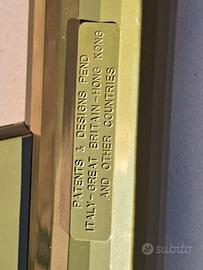 PATENTS & DESIGNS PEND
ITALY-GREAT BRITAIN-HONG KONG
AND OTHER COUNTRIES
subito